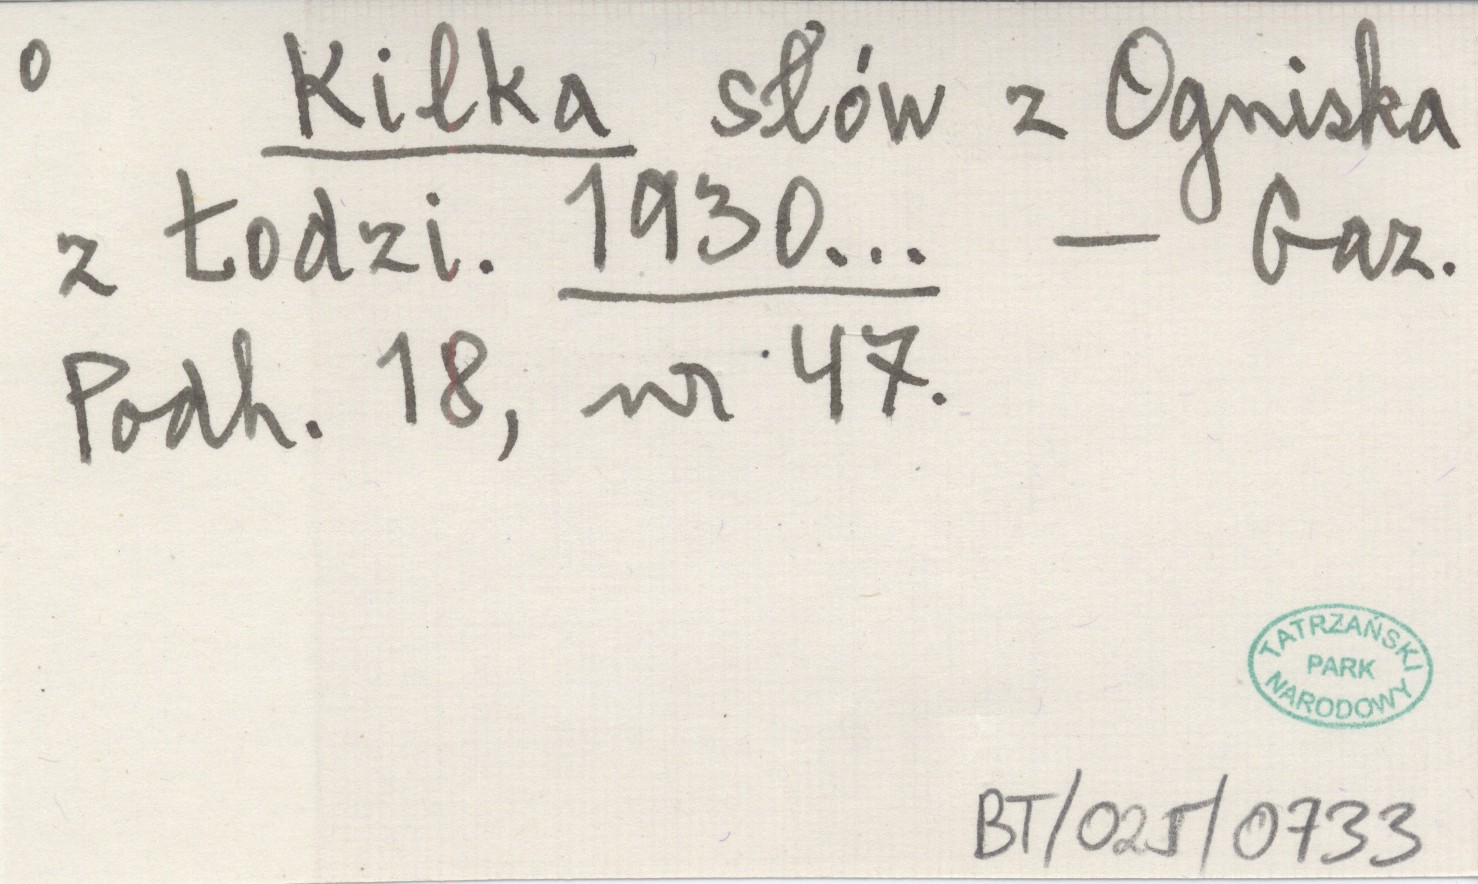 o Kilka słów z Ogniska
z Łodzi. 1930... — Gaz.
Podh. 18, nr 47.
TATRZAŃSKI
PARK
NARODOWY
BT/025/0733